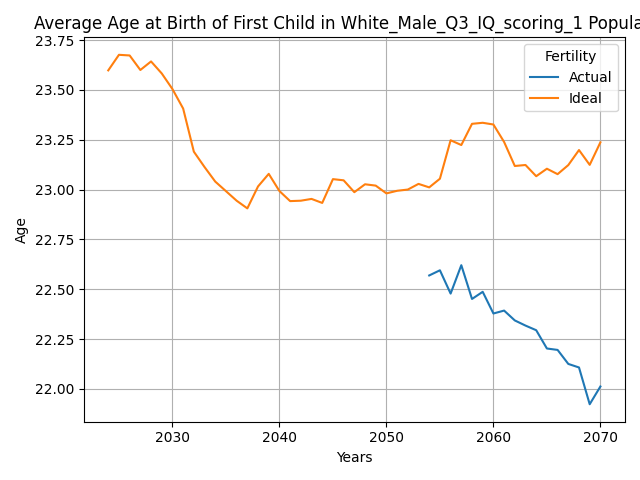 Average Age at Birth of First Child in White_Male_Q3_IQ_scoring_1 Popula
23.75
23.50
23.25
23.00
22.75
22.50
22.25
22.00
Age
Fertility
Actual
Ideal
2030 2040 2050 2060 2070
Years